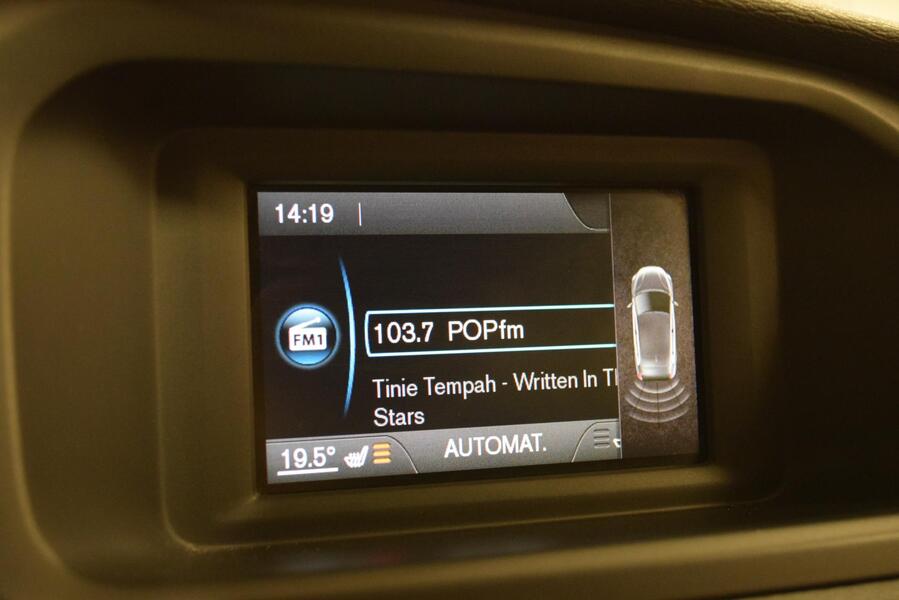 14:19
FM1
103.7 POPfm
Tinie Tempah - Written In
Stars
19.5°
AUTOMAT.